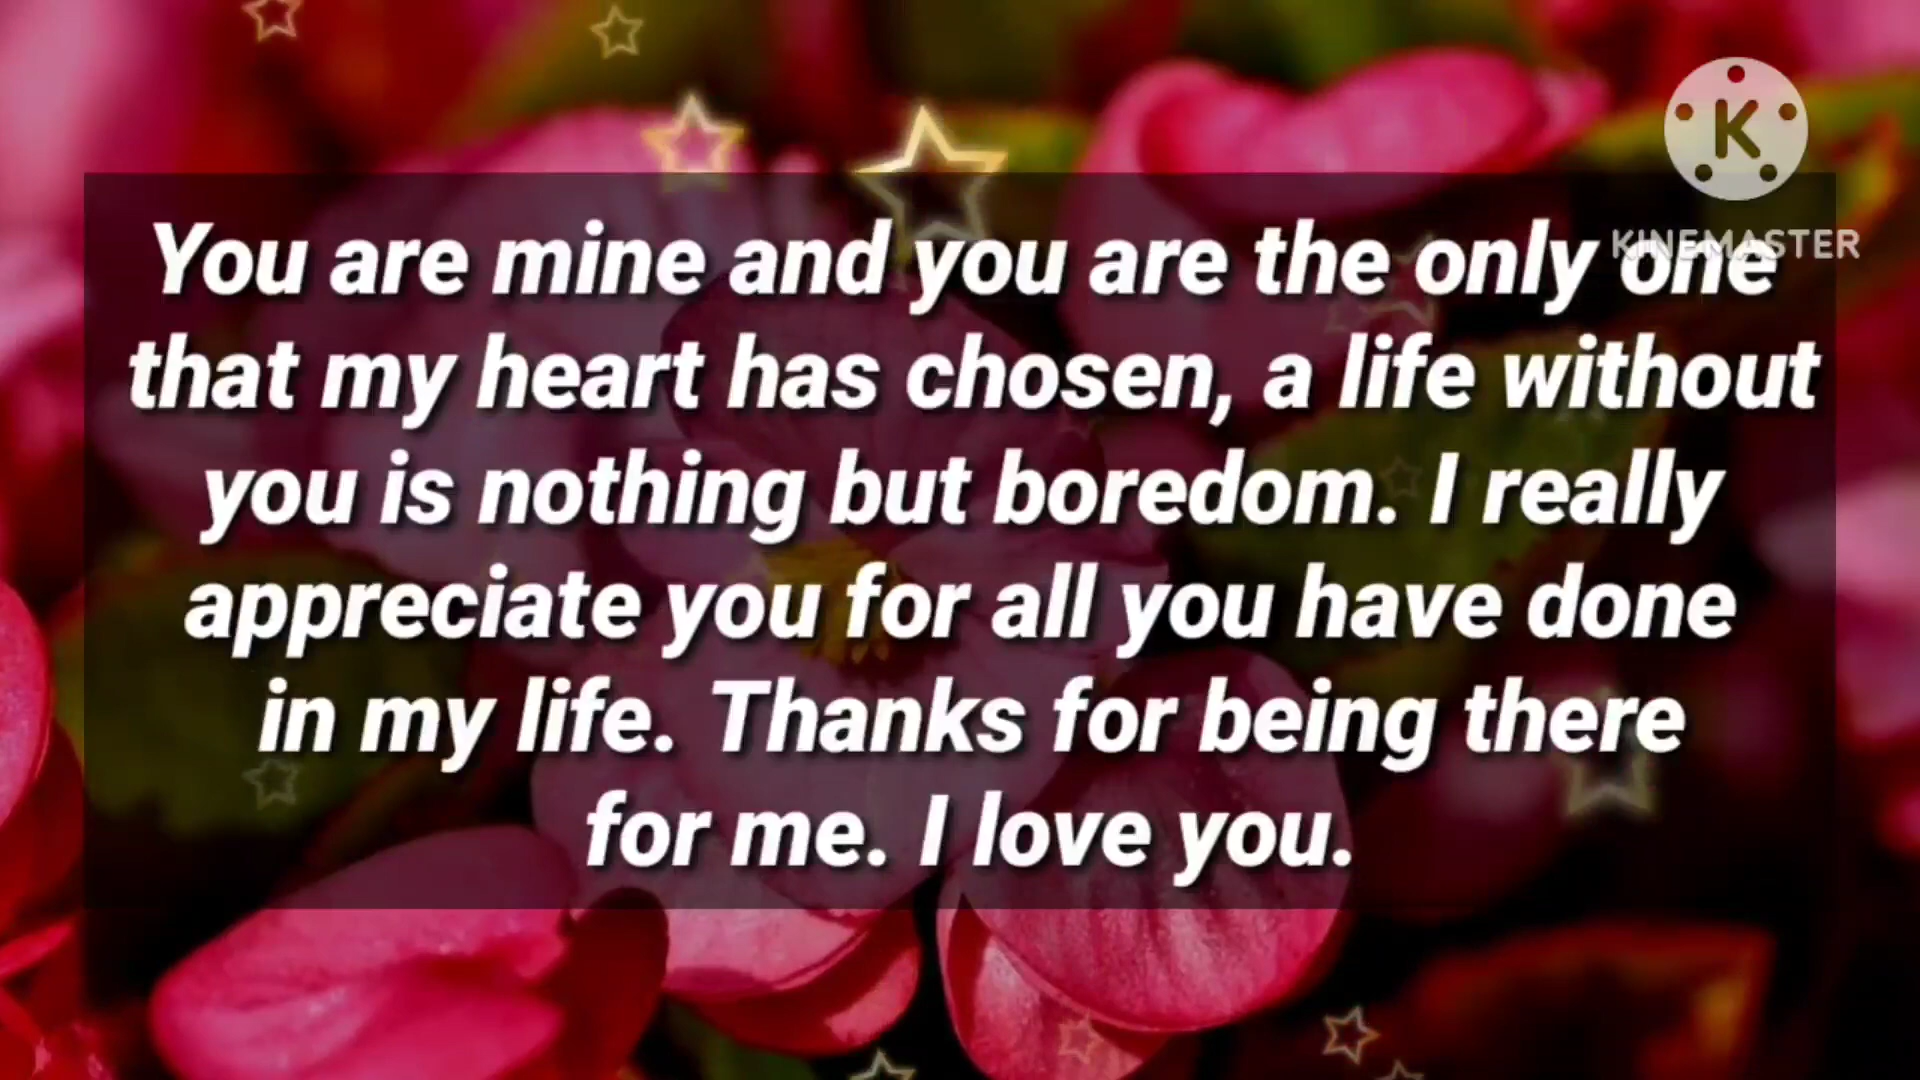 K
KINEMASTER
You are mine and you are the only one
that my heart has chosen, a life without
you is nothing but boredom. I really
appreciate you for all you have done
in my life. Thanks for being there
for me. I love you.